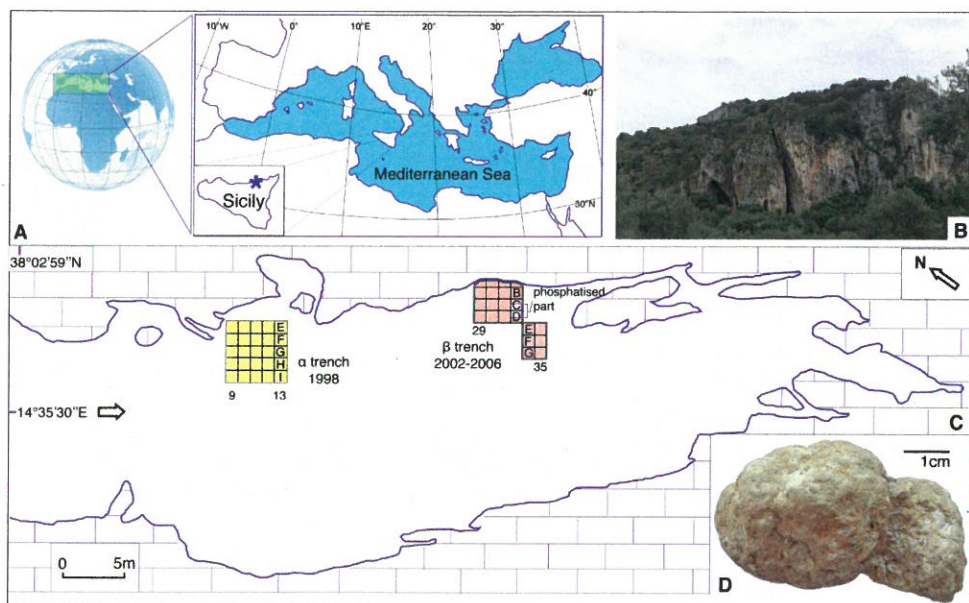 10°W
0°
10°E
20°
30°
40°
30°N
Mediterranean Sea
Sicily
A
B
38°02'59"N
N
B
C
D
phosphatised
part
29
E
F
G
35
β trench
2002-2006
E
F
G
H
I
9
13
α trench
1998
14°35'30"E
C
0
5m
1cm
D